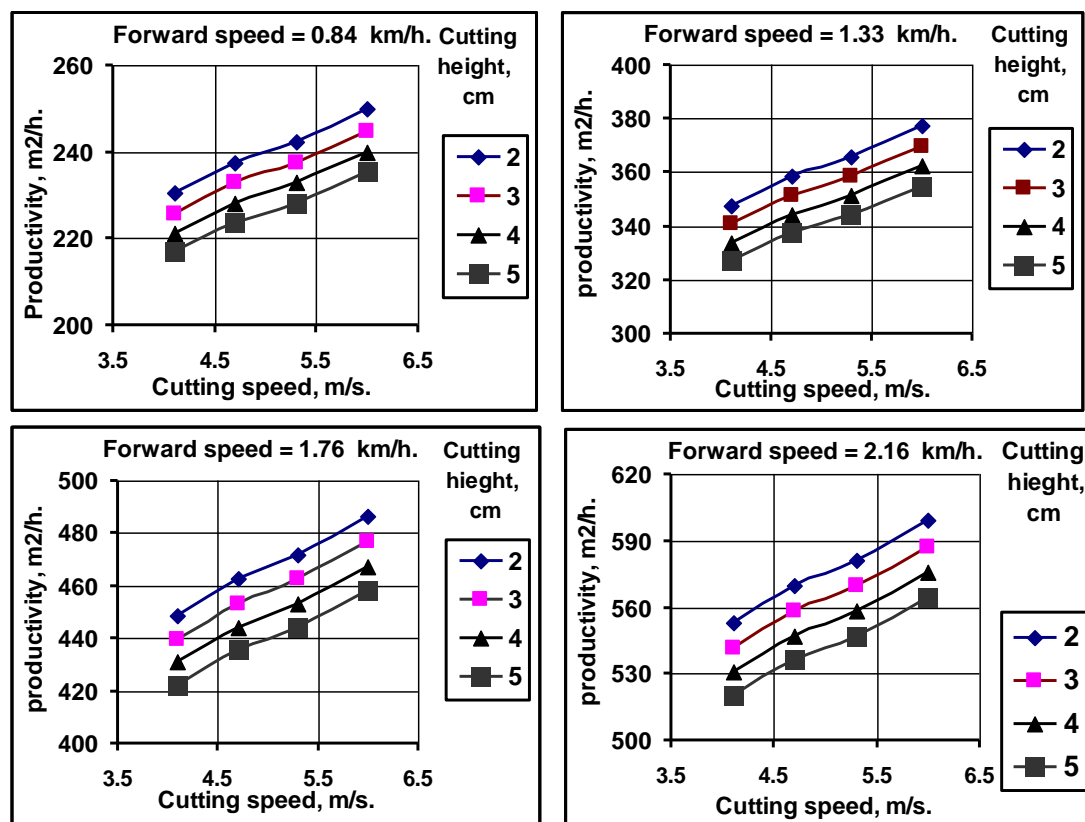 Forward speed = 0.84 km/h.
Cutting height, cm
260
240
220
200
Productivity, m2/h.
3.5 4.5 5.5 6.5
Cutting speed, m/s.
2
3
4
5
Forward speed = 1.33 km/h.
Cutting height, cm
400
380
360
340
320
300
productivity, m2/h.
3.5 4.5 5.5 6.5
Cutting speed, m/s.
2
3
4
5
Forward speed = 1.76 km/h.
Cutting hieght, cm
500
480
460
440
420
400
productivity, m2/h.
3.5 4.5 5.5 6.5
Cutting speed, m/s.
2
3
4
5
Forward speed = 2.16 km/h.
Cutting hieght, cm
620
590
560
530
500
productivity, m2/h.
3.5 4.5 5.5 6.5
Cutting speed, m/s.
2
3
4
5